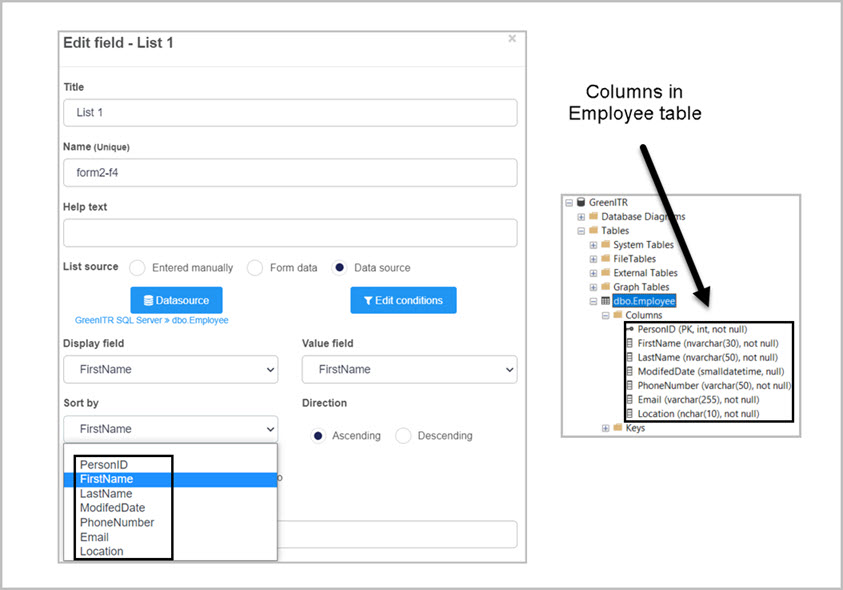 Edit field - List 1
×
Title
List 1
Name (Unique)
form2-f4
Help text
List source Entered manually Form data Data source
Datasource Edit conditions
GreenITR SQL Server » dbo.Employee
Display field Value field
FirstName FirstName
Sort by Direction
FirstName Ascending Descending
PersonID
FirstName
LastName
ModifedDate
PhoneNumber
Email
Location
Columns in
Employee table
GreenITR
Database Diagrams
Tables
System Tables
FileTables
External Tables
Graph Tables
dbo.Employee
Columns
PersonID (PK, int, not null)
FirstName (nvarchar(30), not null)
LastName (nvarchar(50), not null)
ModifedDate (smalldatetime, null)
PhoneNumber (varchar(50), not null)
Email (varchar(255), not null)
Location (nchar(10), not null)
Keys